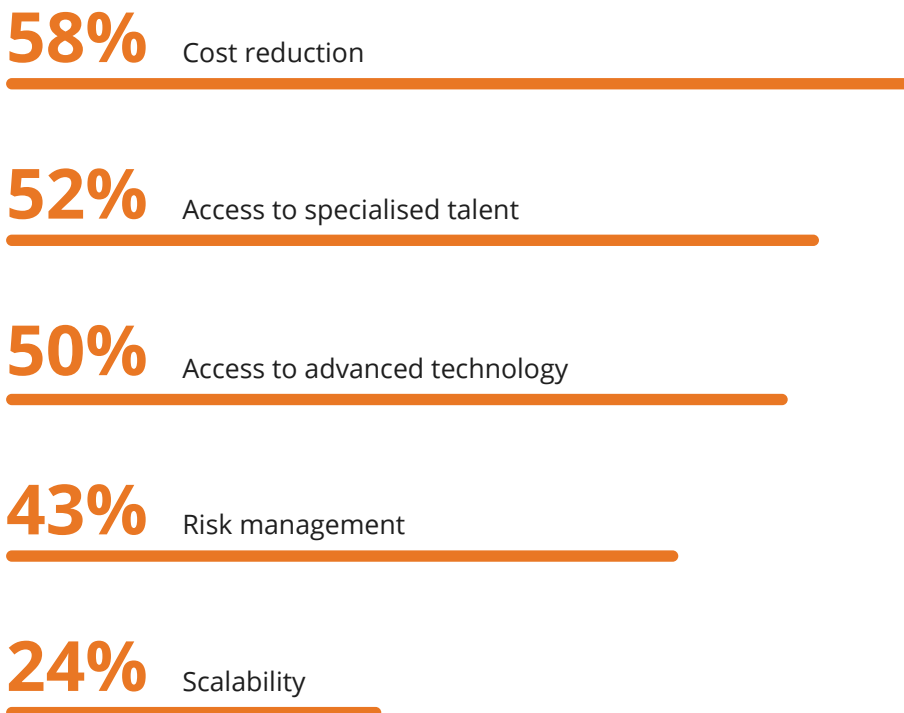 58% Cost reduction
52% Access to specialised talent
50% Access to advanced technology
43% Risk management
24% Scalability